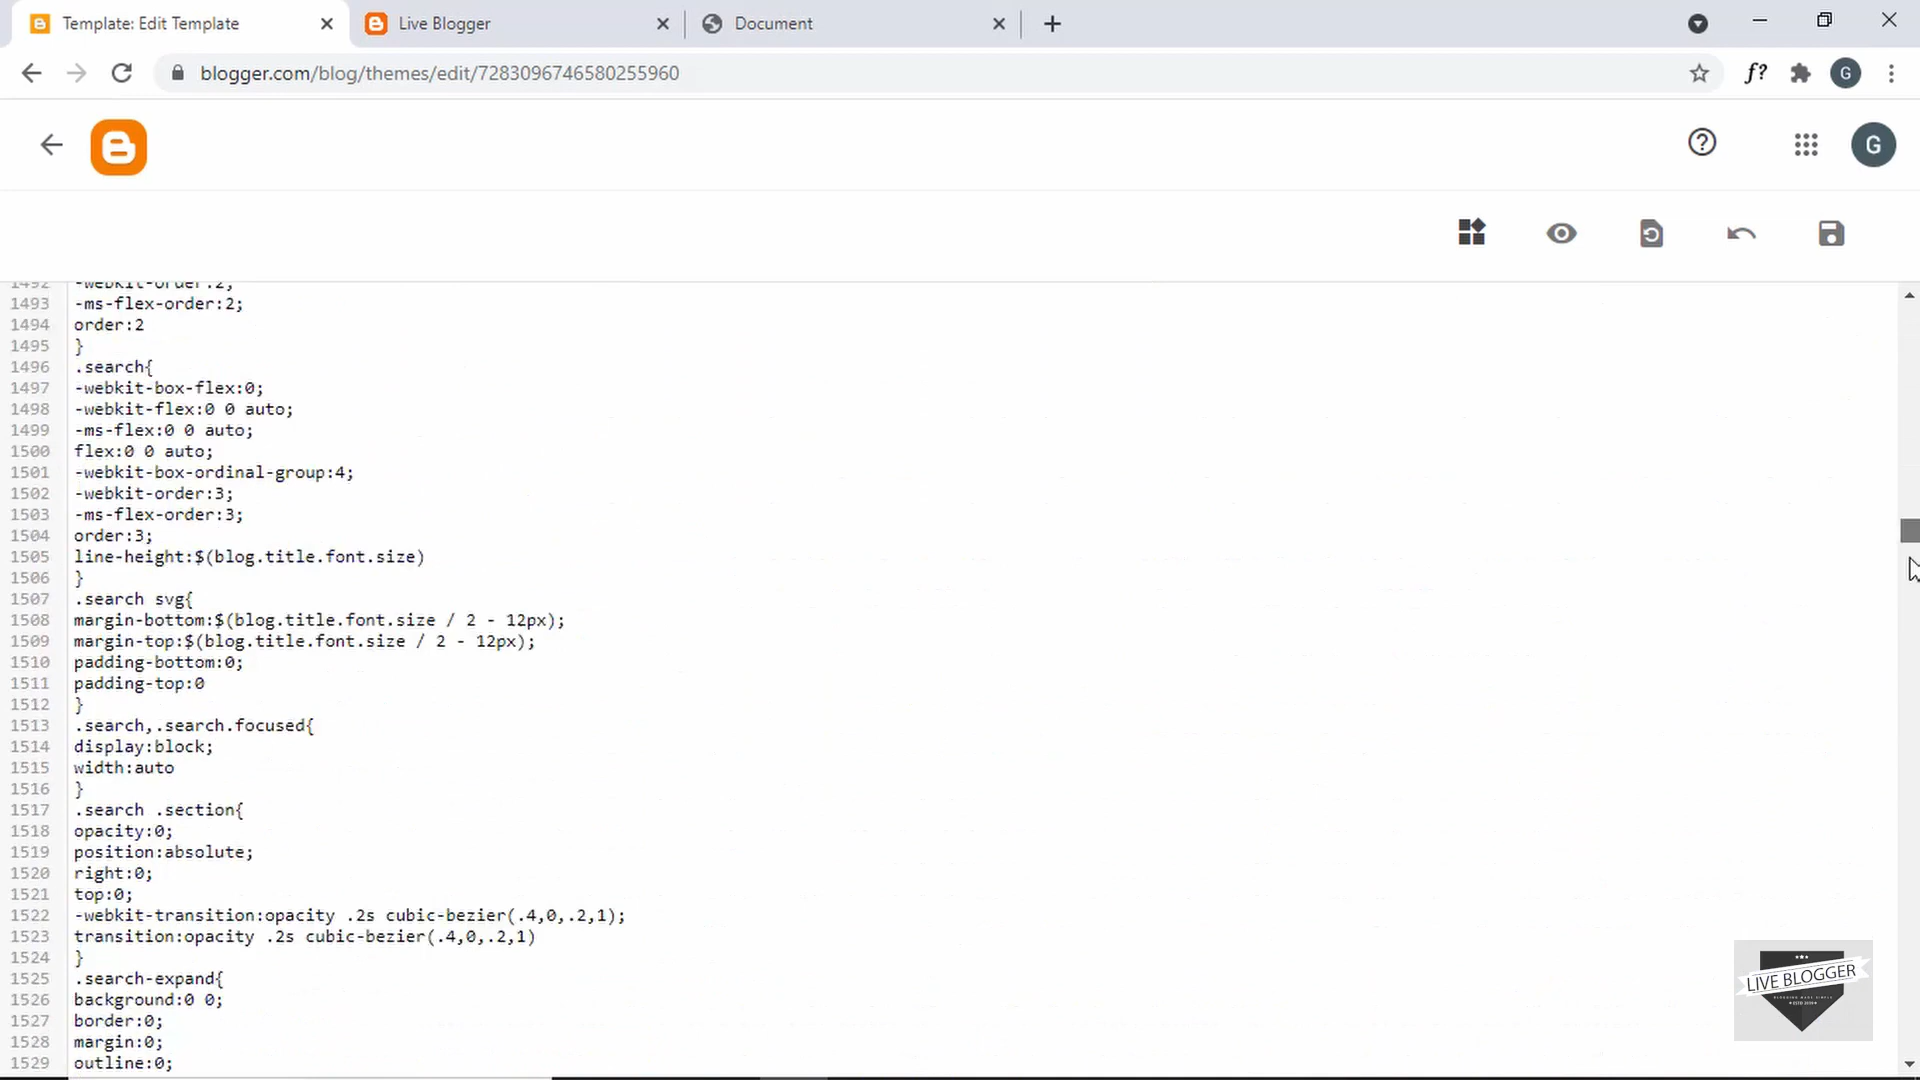 Template: Edit Template
Live Blogger
Document
blogger.com/blog/themes/edit/7283096746580255960
f?
G
G
1492 -webkit-order:2;
1493 -ms-flex-order:2;
1494 order:2
1495 }
1496 .search{
1497 -webkit-box-flex:0;
1498 -webkit-flex:0 0 auto;
1499 -ms-flex:0 0 auto;
1500 flex:0 0 auto;
1501 -webkit-box-ordinal-group:4;
1502 -webkit-order:3;
1503 -ms-flex-order:3;
1504 order:3;
1505 line-height:$(blog.title.font.size)
1506 }
1507 .search svg{
1508 margin-bottom:$(blog.title.font.size / 2 - 12px);
1509 margin-top:$(blog.title.font.size / 2 - 12px);
1510 padding-bottom:0;
1511 padding-top:0
1512 }
1513 .search,.search.focused{
1514 display:block;
1515 width:auto
1516 }
1517 .search .section{
1518 opacity:0;
1519 position:absolute;
1520 right:0;
1521 top:0;
1522 -webkit-transition:opacity .2s cubic-bezier(.4,0,.2,1);
1523 transition:opacity .2s cubic-bezier(.4,0,.2,1)
1524 }
1525 .search-expand{
1526 background:0 0;
1527 border:0;
1528 margin:0;
1529 outline:0;
LIVE BLOGGER